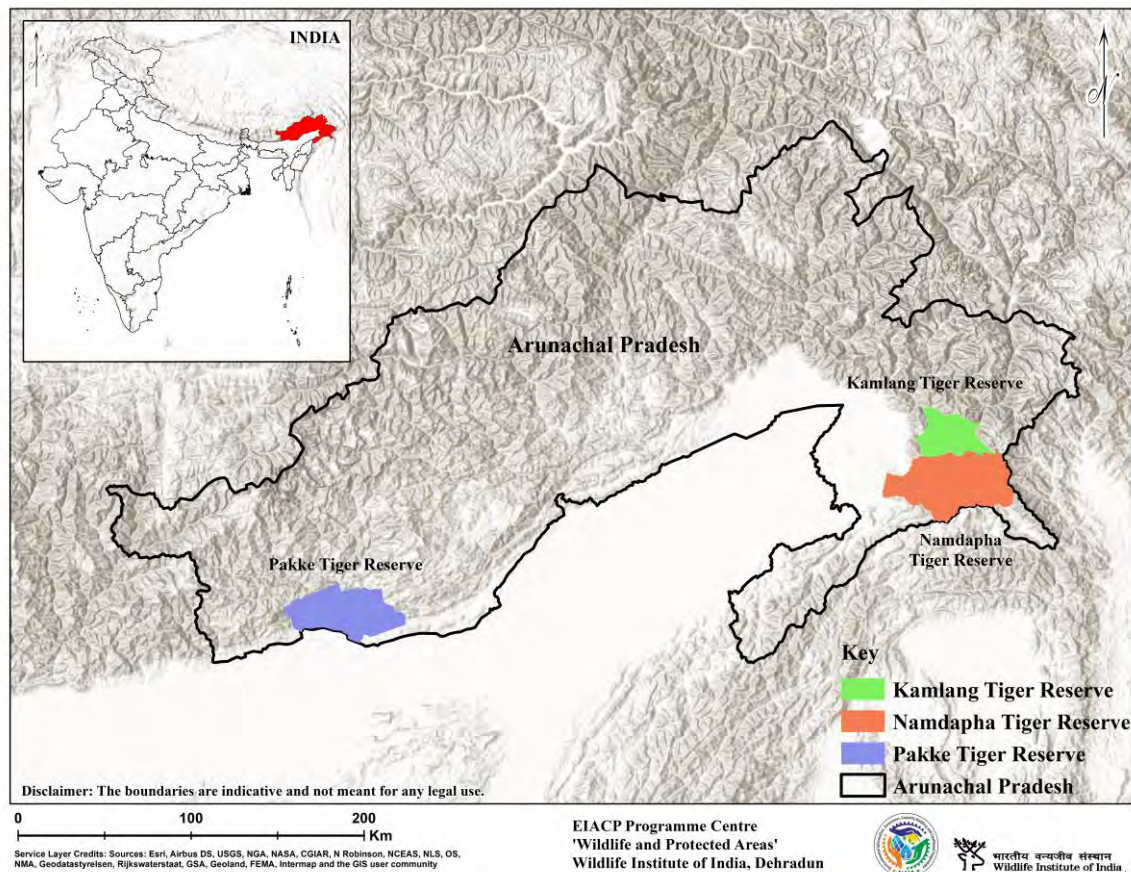 INDIA
Arunachal Pradesh
Kamlang Tiger Reserve
Namdapha
Tiger Reserve
Pakke Tiger Reserve
Key
Kamlang Tiger Reserve
Namdapha Tiger Reserve
Pakke Tiger Reserve
Arunachal Pradesh
Disclaimer: The boundaries are indicative and not meant for any legal use.
0 100 200
Km
Service Layer Credits: Sources: Esri, Airbus DS, USGS, NGA, NASA, CGIAR, N Robinson, NCEAS, NLS, OS,
NMA, Geodatastyrelsen, Rijkswaterstaat, GSA, Geoland, FEMA, Intermap and the GIS user community
EIACP Programme Centre
'Wildlife and Protected Areas'
Wildlife Institute of India, Dehradun
भारतीय वन्यजीव संस्थान
Wildlife Institute of India